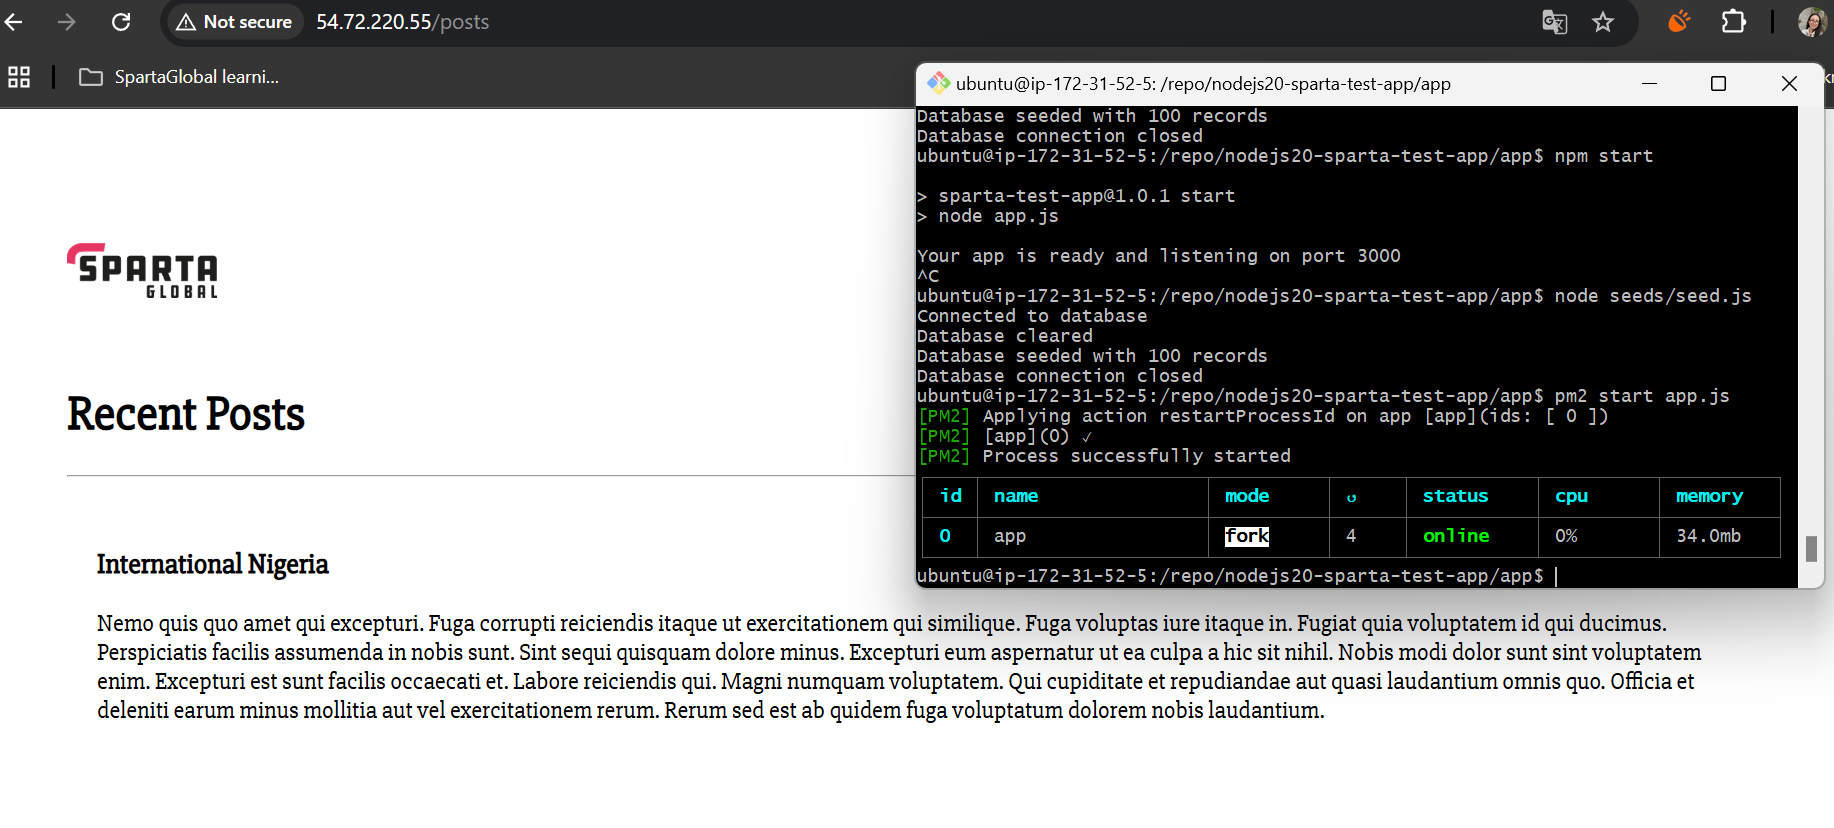 Not secure
54.72.220.55/posts
SpartaGlobal learni...
ubuntu@ip-172-31-52-5: /repo/nodejs20-sparta-test-app/app
Database seeded with 100 records
Database connection closed
ubuntu@ip-172-31-52-5:/repo/nodejs20-sparta-test-app/app$ npm start
> sparta-test-app@1.0.1 start
> node app.js
Your app is ready and listening on port 3000
^C
ubuntu@ip-172-31-52-5:/repo/nodejs20-sparta-test-app/app$ node seeds/seed.js
Connected to database
Database cleared
Database seeded with 100 records
Database connection closed
ubuntu@ip-172-31-52-5:/repo/nodejs20-sparta-test-app/app$ pm2 start app.js
[PM2] Applying action restartProcessId on app [app](ids: [ 0 ])
[PM2] [app](0) ✓
[PM2] Process successfully started
id name mode ↺ status cpu memory
0 app fork 4 online 0% 34.0mb
ubuntu@ip-172-31-52-5:/repo/nodejs20-sparta-test-app/app$
SPARTA
GLOBAL
Recent Posts
International Nigeria
Nemo quis quo amet qui excepturi. Fuga corrupti reiciendis itaque ut exercitationem qui similique. Fuga voluptas iure itaque in. Fugiat quia voluptatem id qui ducimus.
Perspiciatis facilis assumenda in nobis sunt. Sint sequi quisquam dolore minus. Excepturi eum aspernatur ut ea culpa a hic sit nihil. Nobis modi dolor sunt sint voluptatem
enim. Excepturi est sunt facilis occaecati et. Labore reiciendis qui. Magni numquam voluptatem. Qui cupiditate et repudiandae aut quasi laudantium omnis quo. Officia et
deleniti earum minus mollitia aut vel exercitationem rerum. Rerum sed est ab quidem fuga voluptatum dolorem nobis laudantium.